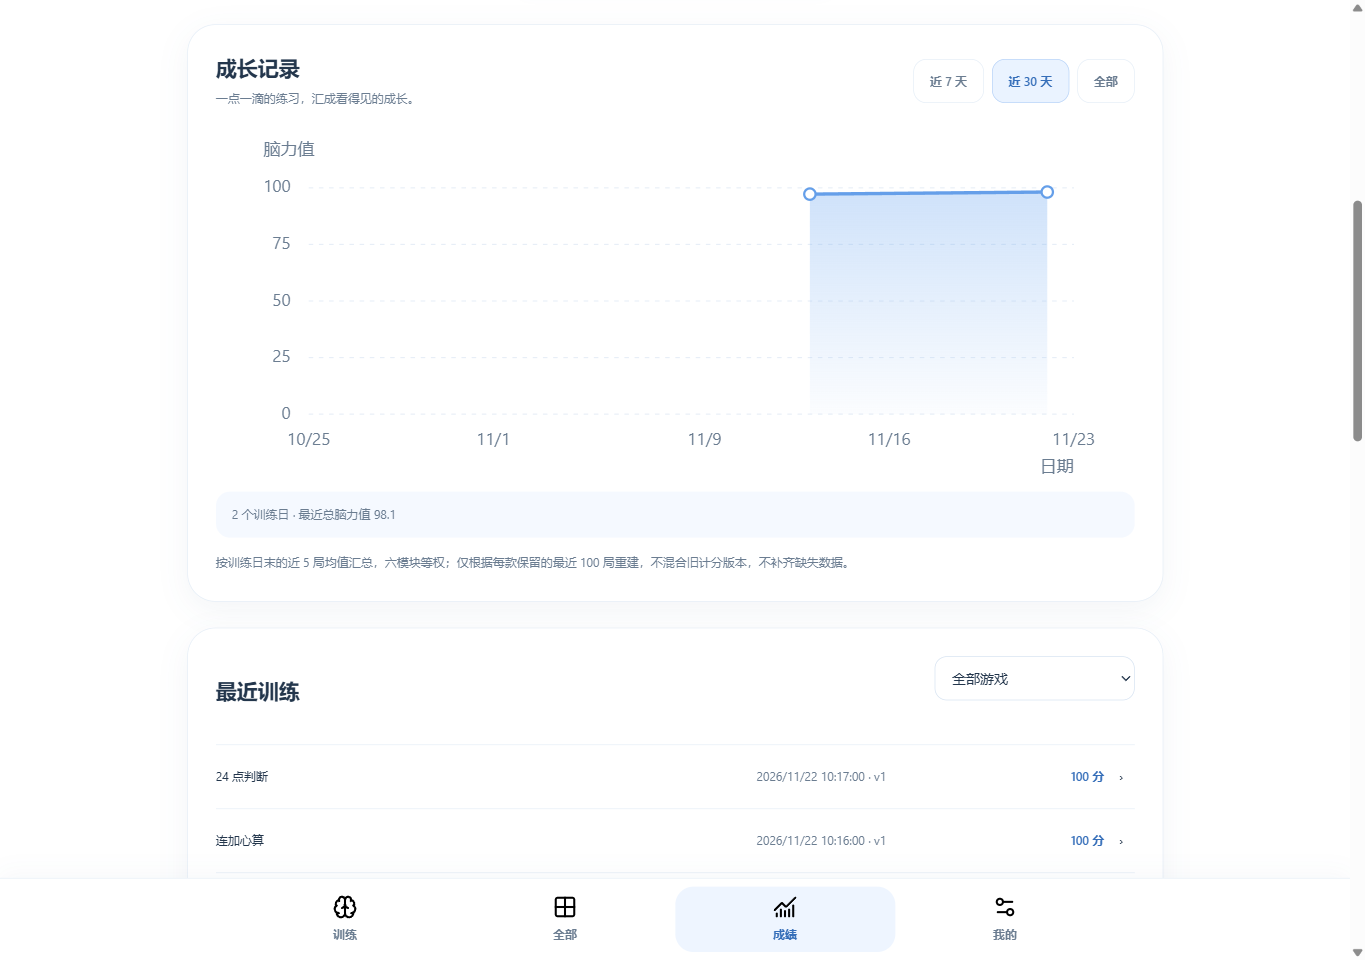 成长记录
一点一滴的练习，汇成看得见的成长。
近 7 天
近 30 天
全部
脑力值
100
75
50
25
0
10/25
11/1
11/9
11/16
11/23
日期
2 个训练日 · 最近总脑力值 98.1
按训练日末的近 5 局均值汇总，六模块等权；仅根据每款保留的最近 100 局重建，不混合旧计分版本，不补齐缺失数据。
最近训练
全部游戏
24 点判断
2026/11/22 10:17:00 · v1
100 分
连加心算
2026/11/22 10:16:00 · v1
100 分
训练
全部
成绩
我的